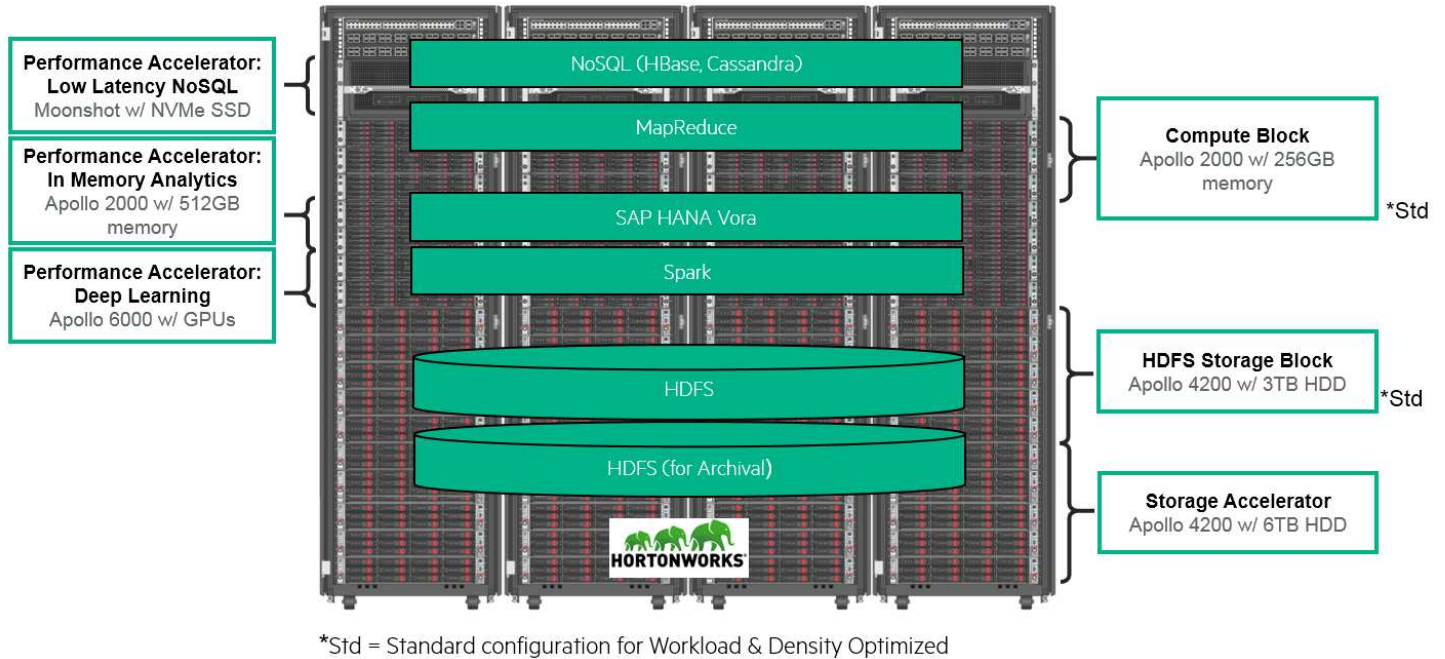 Performance Accelerator:
Low Latency NoSQL
Moonshot w/ NVMe SSD
Performance Accelerator:
In Memory Analytics
Apollo 2000 w/ 512GB
memory
Performance Accelerator:
Deep Learning
Apollo 6000 w/ GPUs
NoSQL (HBase, Cassandra)
MapReduce
SAP HANA Vora
Spark
HDFS
HDFS (for Archival)
HORTONWORKS
Compute Block
Apollo 2000 w/ 256GB
memory
*Std
HDFS Storage Block
Apollo 4200 w/ 3TB HDD
*Std
Storage Accelerator
Apollo 4200 w/ 6TB HDD
*Std = Standard configuration for Workload & Density Optimized